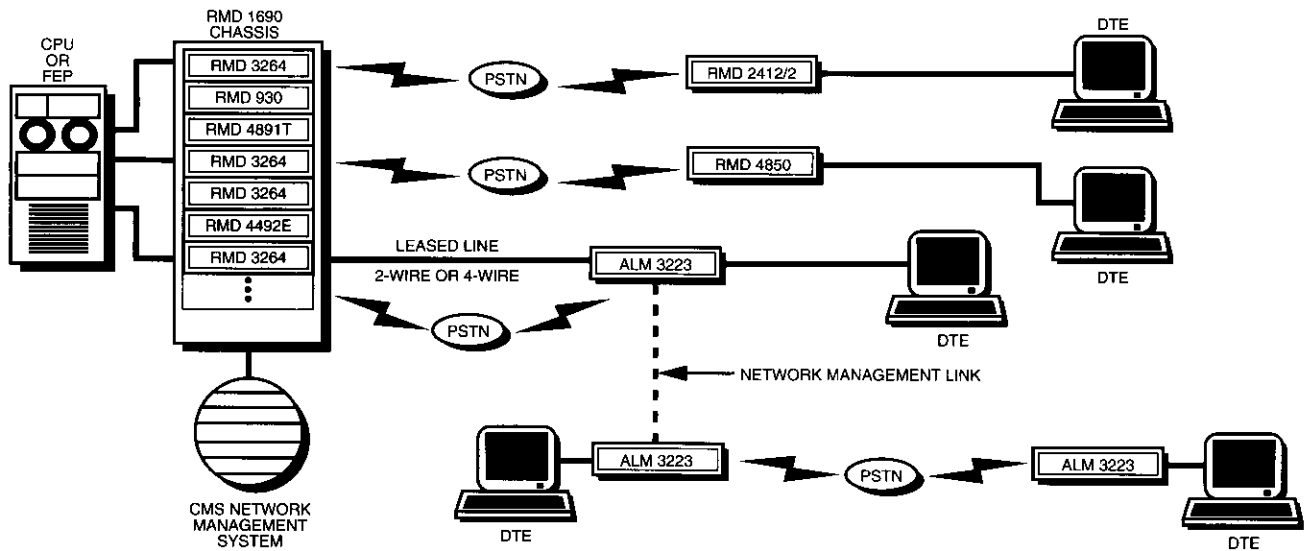 RMD 1690
CHASSIS
CPU
OR
FEP
RMD 3264
RMD 930
RMD 4891T
RMD 3264
RMD 3264
RMD 4492E
RMD 3264
PSTN
RMD 2412/2
DTE
PSTN
RMD 4850
DTE
LEASED LINE
2-WIRE OR 4-WIRE
ALM 3223
DTE
PSTN
NETWORK MANAGEMENT LINK
CMS NETWORK
MANAGEMENT
SYSTEM
DTE
ALM 3223
PSTN
ALM 3223
DTE